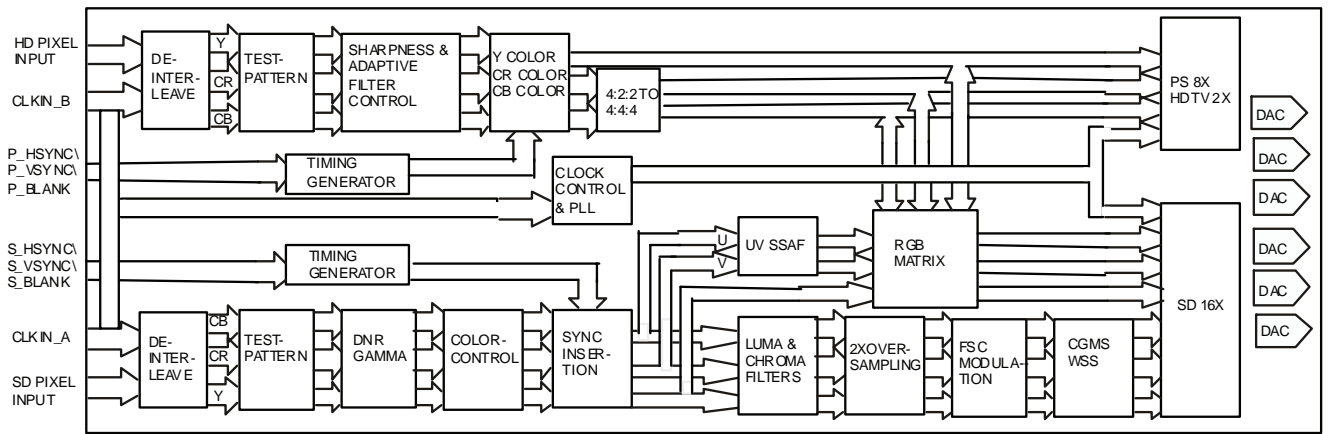 HD PIXEL
INPUT
CLKIN_B
P_HSYNC\
P_VSYNC\
P_BLANK
S_HSYNC\
S_VSYNC\
S_BLANK
CLKIN_A
SD PIXEL
INPUT
DE-
INTER-
LEAVE
Y
CR
CB
TEST-
PATTERN
SHARPNESS &
ADAPTIVE
FILTER
CONTROL
Y COLOR
CR COLOR
CB COLOR
4:2:2 TO
4:4:4
PS 8X
HDTV 2X
TIMING
GENERATOR
CLOCK
CONTROL
& PLL
TIMING
GENERATOR
U
V
UV SSAF
RGB
MATRIX
SD 16X
DE-
INTER-
LEAVE
CB
CR
Y
TEST-
PATTERN
DNR
GAMMA
COLOR-
CONTROL
SYNC
INSER-
TION
LUMA &
CHROMA
FILTERS
2XOVER-
SAMPLING
FSC
MODULA-
TION
CGMS
WSS
DAC
DAC
DAC
DAC
DAC
DAC